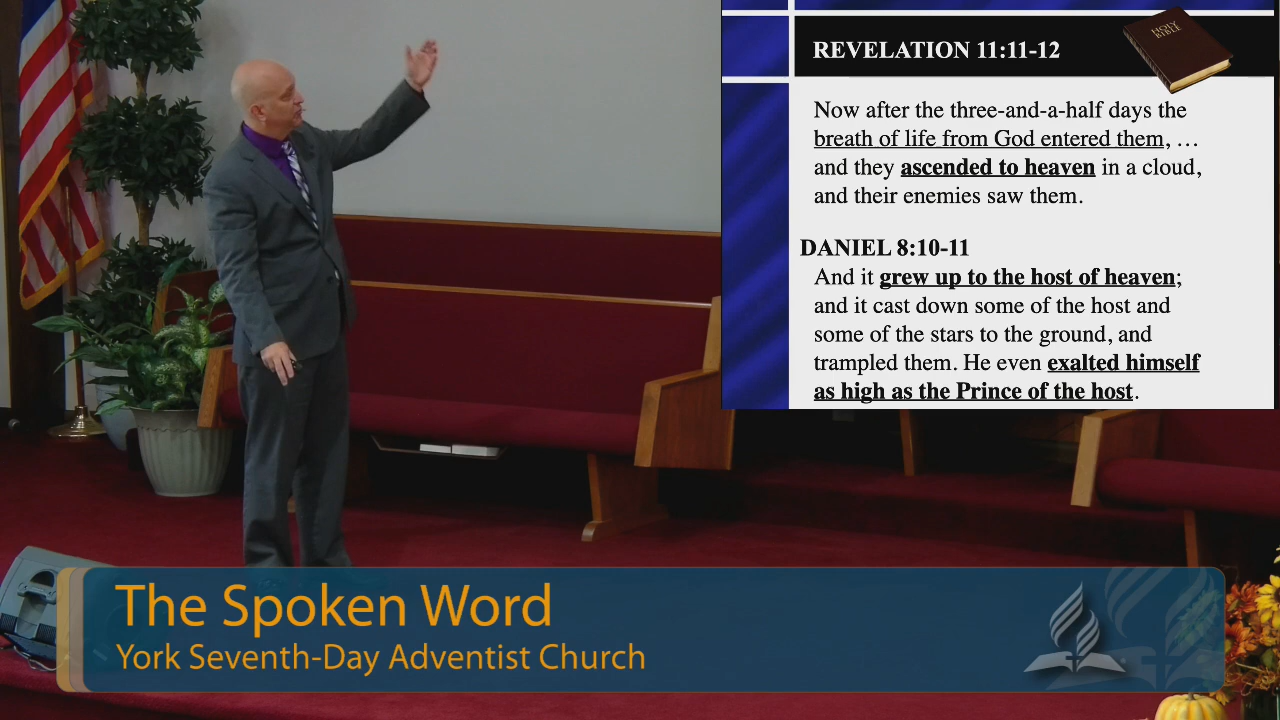 HOLY
BIBLE
REVELATION 11:11-12
Now after the three-and-a-half days the
breath of life from God entered them, …
and they ascended to heaven in a cloud,
and their enemies saw them.
DANIEL 8:10-11
And it grew up to the host of heaven;
and it cast down some of the host and
some of the stars to the ground, and
trampled them. He even exalted himself
as high as the Prince of the host.
The Spoken Word
York Seventh-Day Adventist Church